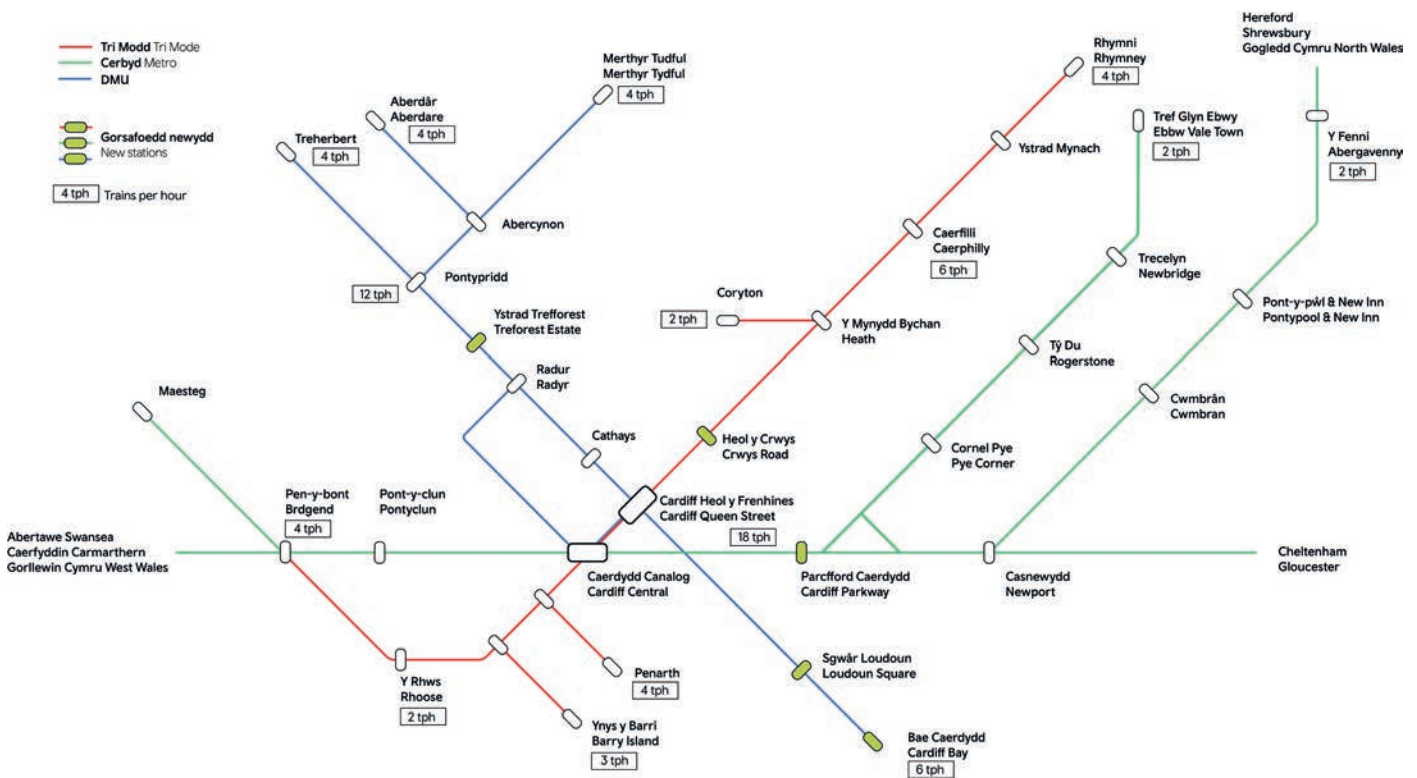 Tri Modd Tri Mode
Cerbyd Metro
DMU
Gorsafoedd newydd
New stations
4 tph Trains per hour
Treherbert
4 tph
Aberdâr
Aberdare
4 tph
Merthyr Tudful
Merthyr Tydful
4 tph
Abercynon
Pontypridd
12 tph
Ystrad Trefforest
Treforest Estate
Radur
Radyr
Cathays
Rhymni
Rhymney
4 tph
Ystrad Mynach
Caerfilli
Caerphilly
6 tph
Coryton
2 tph
Y Mynydd Bychan
Heath
Heol y Crwys
Crwys Road
Cardiff Heol y Frenhines
Cardiff Queen Street
18 tph
Tref Glyn Ebwy
Ebbw Vale Town
2 tph
Trecelyn
Newbridge
Tŷ Du
Rogerstone
Cornel Pye
Pye Corner
Hereford
Shrewsbury
Gogledd Cymru North Wales
Y Fenni
Abergavenny
2 tph
Pont-y-pŵl & New Inn
Pontypool & New Inn
Cwmbrân
Cwmbran
Maesteg
Pen-y-bont
Brdgend
4 tph
Pont-y-clun
Pontyclun
Abertawe Swansea
Caerfyddin Carmarthern
Gorllewin Cymru West Wales
Caerdydd Canalog
Cardiff Central
Parcffordd Caerdydd
Cardiff Parkway
Casnewydd
Newport
Cheltenham
Gloucester
Y Rhws
Rhoose
2 tph
Penarth
4 tph
Ynys y Barri
Barry Island
3 tph
Sgwâr Loudoun
Loudoun Square
Bae Caerdydd
Cardiff Bay
6 tph